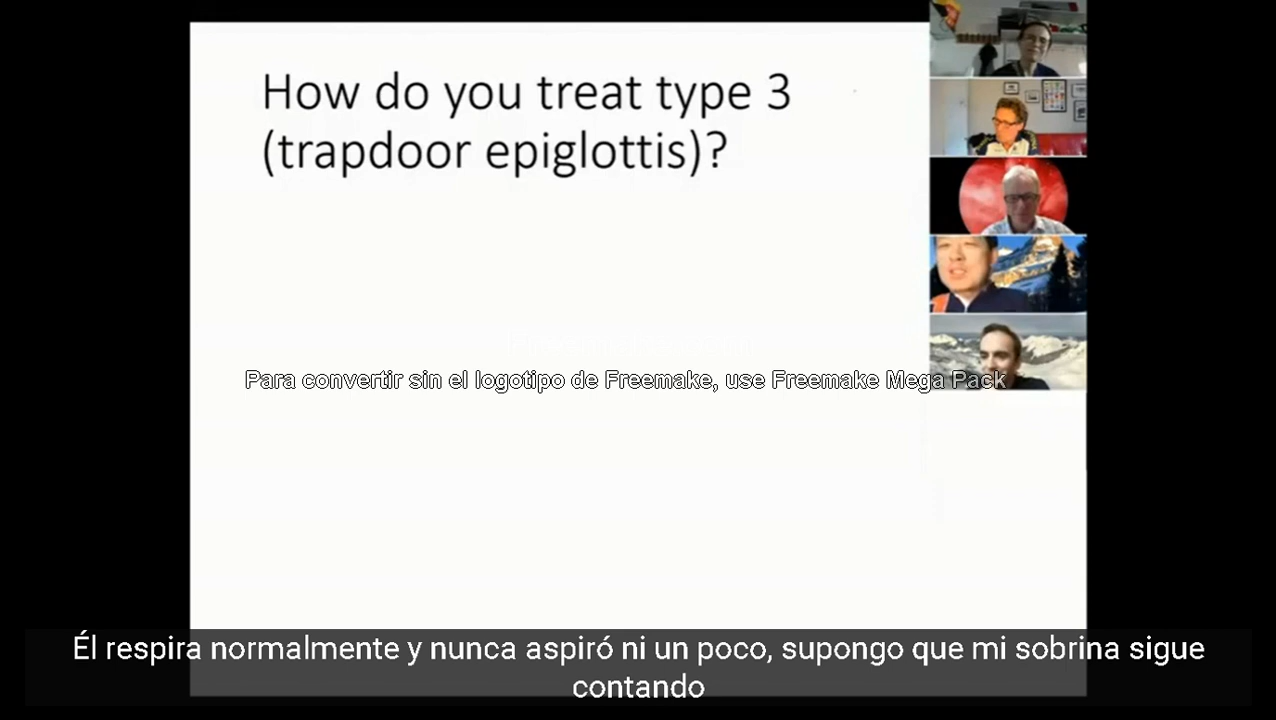 How do you treat type 3
(trapdoor epiglottis)?
Para convertir sin el logotipo de Freemake, use Freemake Mega Pack
Él respira normalmente y nunca aspiró ni un poco, supongo que mi sobrina sigue
contando